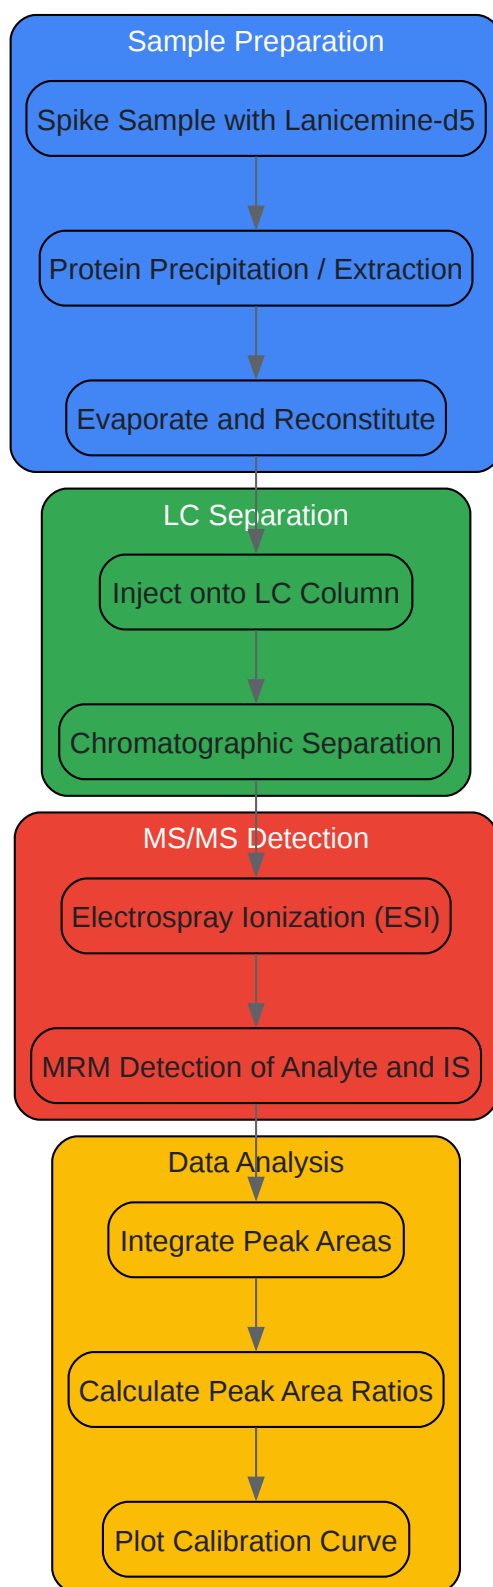 Sample Preparation
Spike Sample with Lanicemine-d5
Protein Precipitation / Extraction
Evaporate and Reconstitute
LC Separation
Inject onto LC Column
Chromatographic Separation
MS/MS Detection
Electrospray Ionization (ESI)
MRM Detection of Analyte and IS
Data Analysis
Integrate Peak Areas
Calculate Peak Area Ratios
Plot Calibration Curve